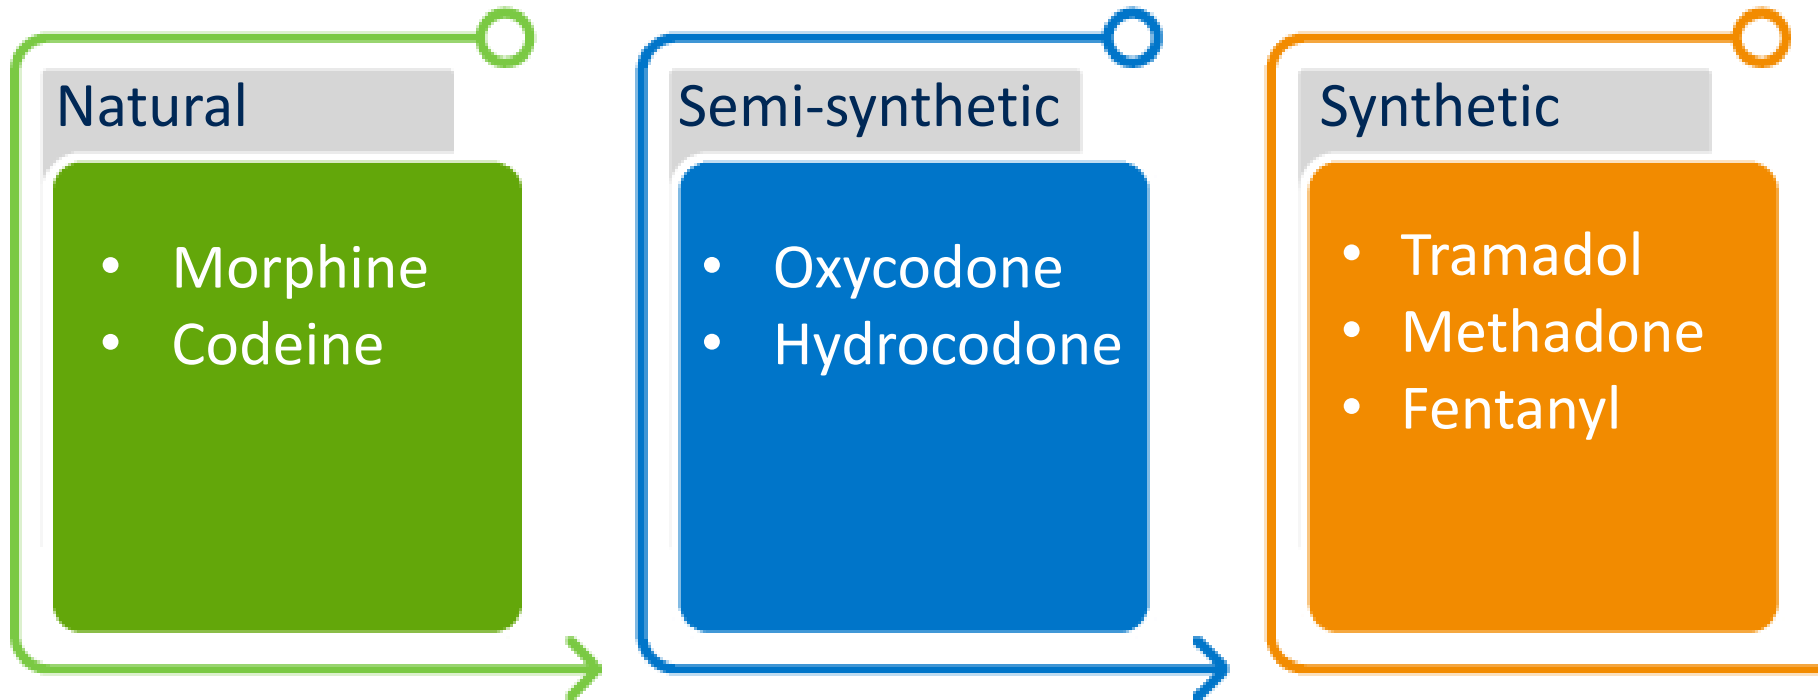 Natural
• Morphine
• Codeine
Semi-synthetic
• Oxycodone
• Hydrocodone
Synthetic
• Tramadol
• Methadone
• Fentanyl